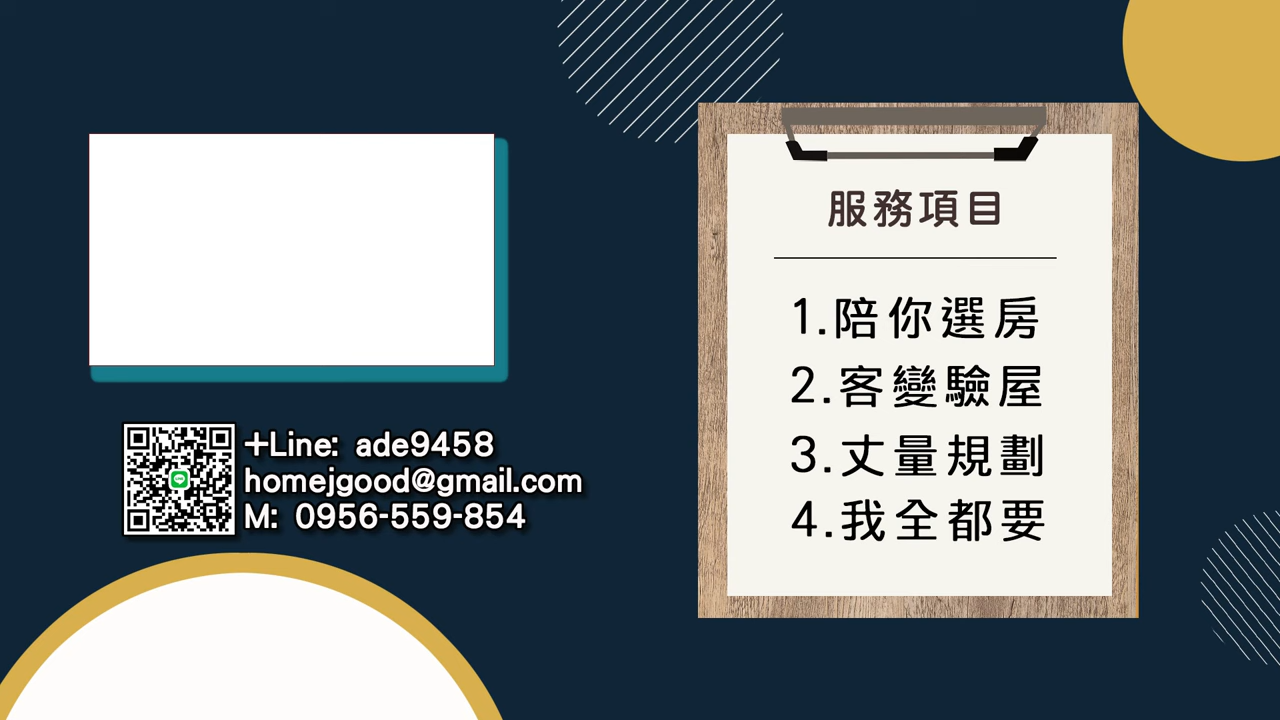 +Line: ade9458
homejgood@gmail.com
M: 0956-559-854
服務項目
1.陪你選房
2.客變驗屋
3.丈量規劃
4.我全都要